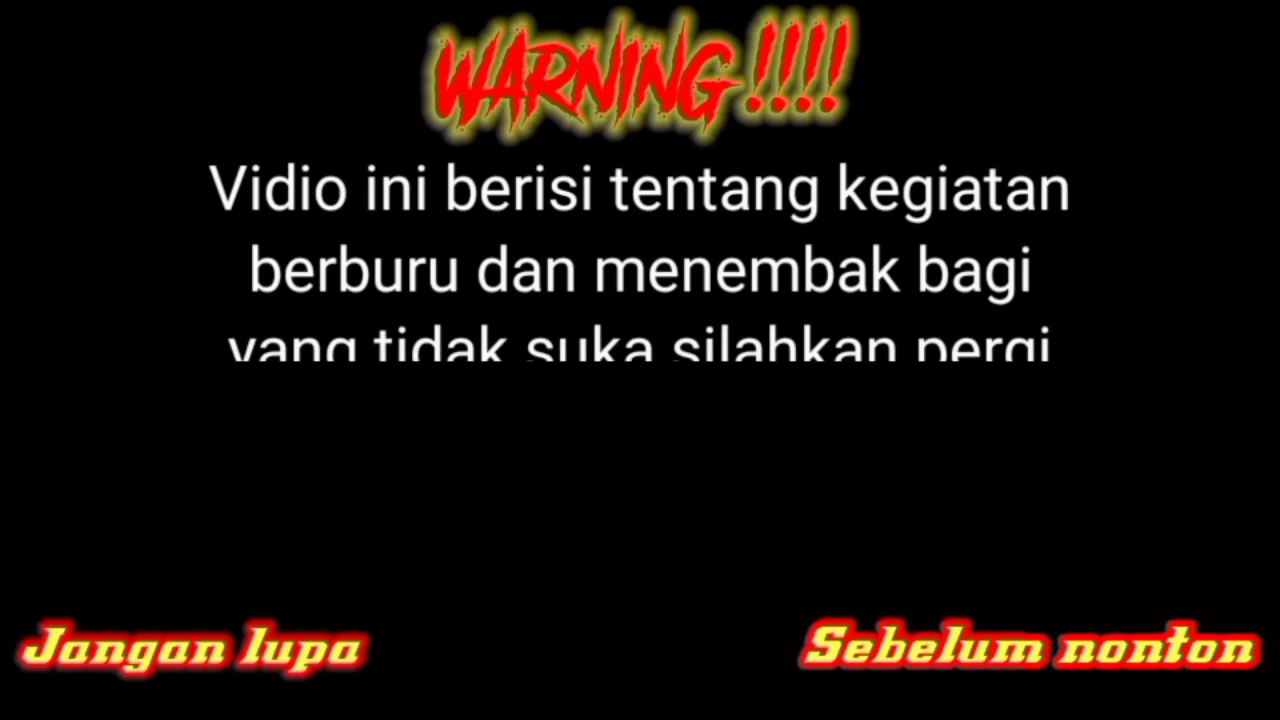 WARNING !!!!
Vidio ini berisi tentang kegiatan
berburu dan menembak bagi
yang tidak suka silahkan pergi
Jangan lupa
Sebelum nonton